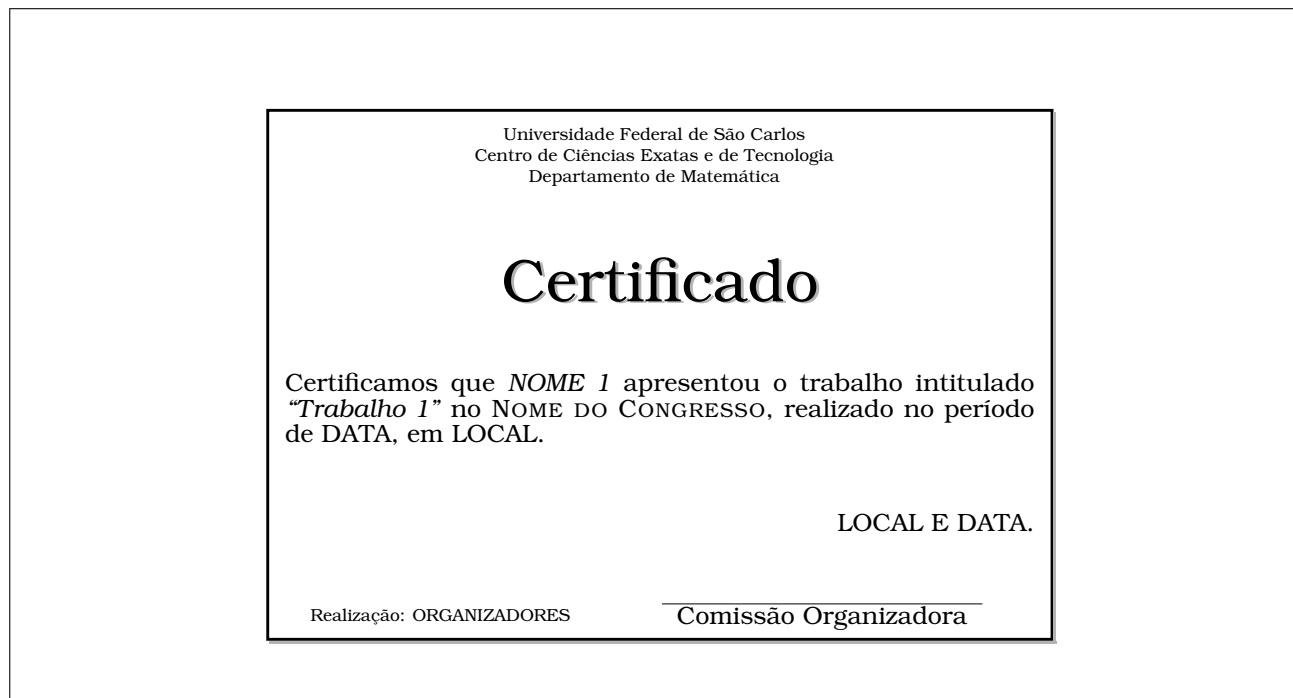 Universidade Federal de São Carlos
Centro de Ciências Exatas e de Tecnologia
Departamento de Matemática
Certificado
Certificamos que NOME 1 apresentou o trabalho intitulado
“Trabalho 1” no NOME DO CONGRESSO, realizado no período
de DATA, em LOCAL.
LOCAL E DATA.
Realização: ORGANIZADORES
Comissão Organizadora